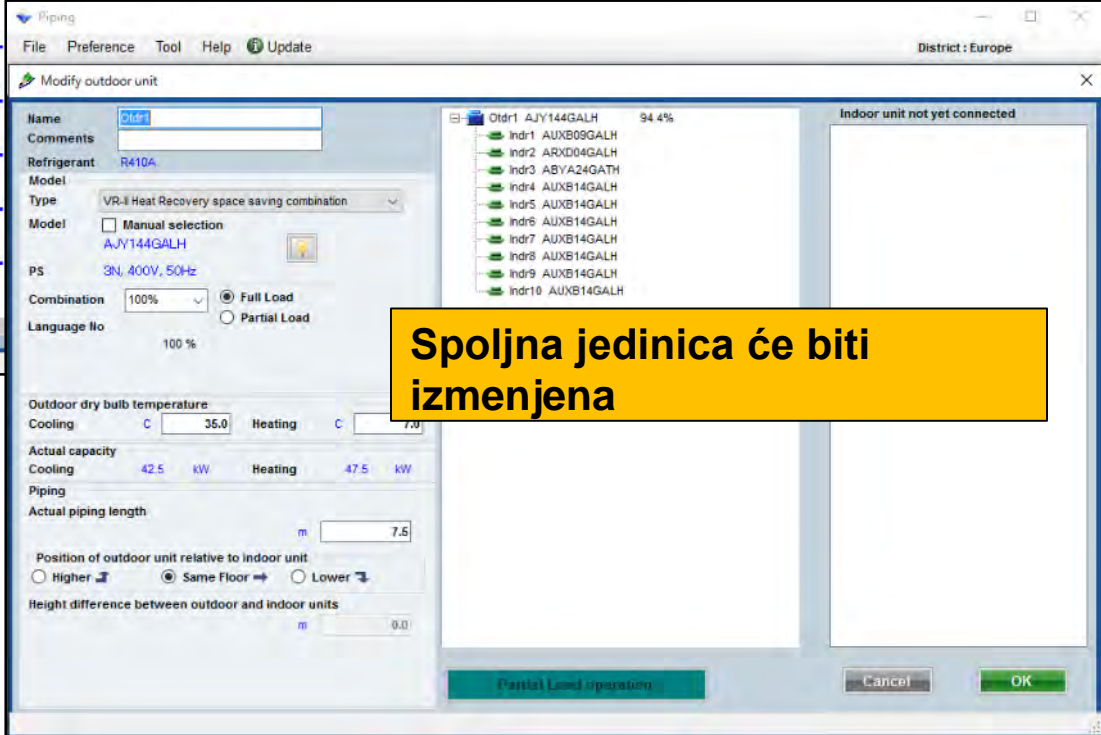 Piping
File Preference Tool Help Update District : Europe
Modify outdoor unit
Name Otdr1
Comments
Refrigerant R410A
Model
Type VR-II Heat Recovery space saving combination
Model Manual selection
AJY144GALH
PS 3N, 400V, 50Hz
Combination 100% Full Load
Partial Load
Language No
100 %
Outdoor dry bulb temperature
Cooling C 35.0 Heating C 7.0
Actual capacity
Cooling 42.5 kW Heating 47.5 kW
Piping
Actual piping length
m 7.5
Position of outdoor unit relative to indoor unit
Higher Same Floor Lower
Height difference between outdoor and indoor units
m 0.0
Otdr1 AJY144GALH 94.4%
Indr1 AUXB09GALH
Indr2 ARXD04GALH
Indr3 ABYA24GATH
Indr4 AUXB14GALH
Indr5 AUXB14GALH
Indr6 AUXB14GALH
Indr7 AUXB14GALH
Indr8 AUXB14GALH
Indr9 AUXB14GALH
Indr10 AUXB14GALH
Indoor unit not yet connected
Spoljna jedinica će biti
izmenjena
Partial Load operation
Cancel OK